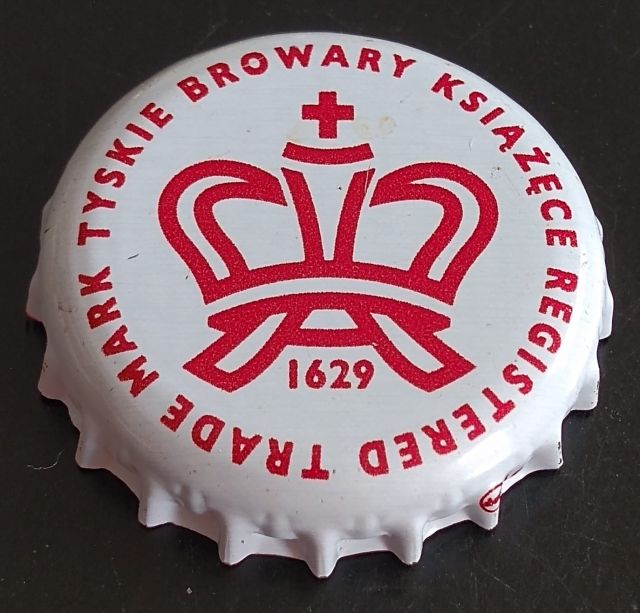 TYSKIE BROWARY KSIĄŻĘCE REGISTERED TRADE MARK
1629